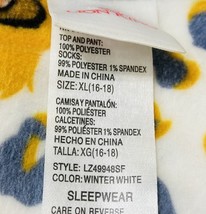 TOP AND PANT:
100% POLYESTER
SOCKS:
99% POLYESTER 1% SPANDEX
MADE IN CHINA
SIZE: XL(16-18)
CAMISA Y PANTALÓN:
100% POLIESTER
CALCETINES:
99% POLIÉSTER 1% SPANDEX
HECHO EN CHINA
TALLA: XG(16-18)
STYLE: LZ49948SF
COLOR: WINTER WHITE
SLEEPWEAR
CARE ON REVERSE